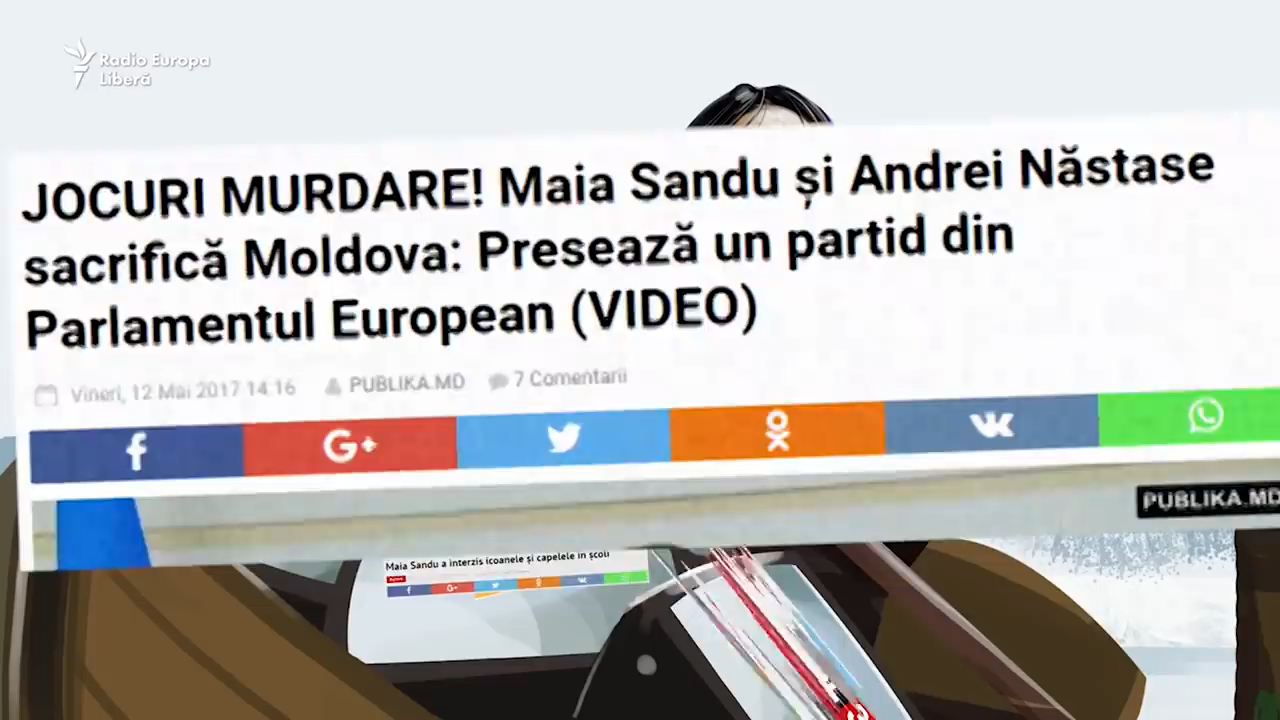 Radio Europa
Liberă
JOCURI MURDARE! Maia Sandu și Andrei Năstase
sacrifică Moldova: Presează un partid din
Parlamentul European (VIDEO)
Vineri, 12 Mai 2017 14:16 PUBLIKA.MD 7 Comentarii
f G+ VK
PUBLIKA.MD
Maia Sandu a interzis icoanele și capelele în școli